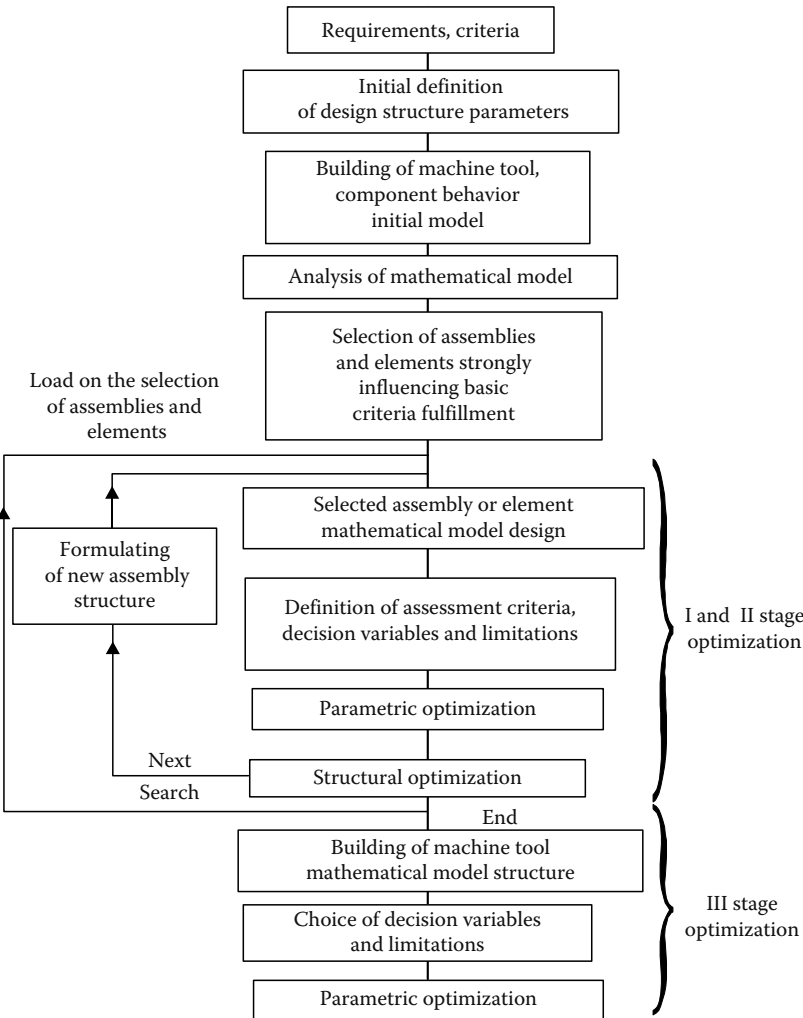 Requirements, criteria
Initial definition
of design structure parameters
Building of machine tool,
component behavior
initial model
Analysis of mathematical model
Selection of assemblies
and elements strongly
influencing basic
criteria fulfillment
Load on the selection
of assemblies and
elements
Selected assembly or element
mathematical model design
Formulating
of new assembly
structure
Definition of assessment criteria,
decision variables and limitations
I and II stage
optimization
Parametric optimization
Next
Search
Structural optimization
End
Building of machine tool
mathematical model structure
Choice of decision variables
and limitations
III stage
optimization
Parametric optimization